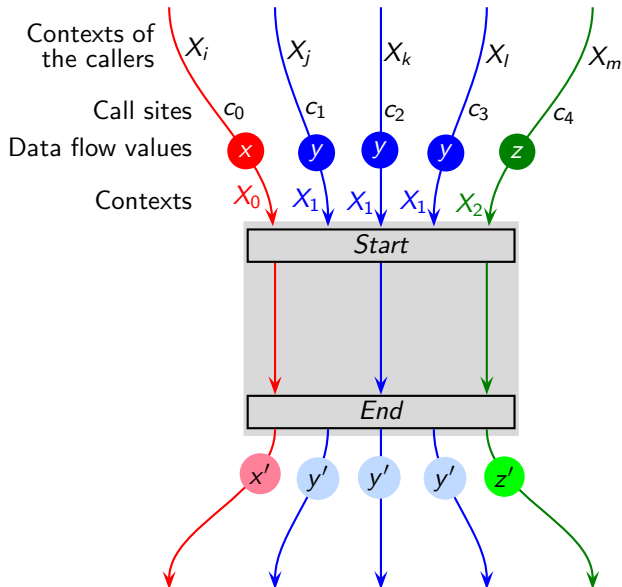 Contexts of the callers X_i X_j X_k X_l X_m
Call sites c_0 c_1 c_2 c_3 c_4
Data flow values x y y y z
Contexts X_0 X_1 X_1 X_1 X_2
Start
End
x′ y′ y′ y′ z′